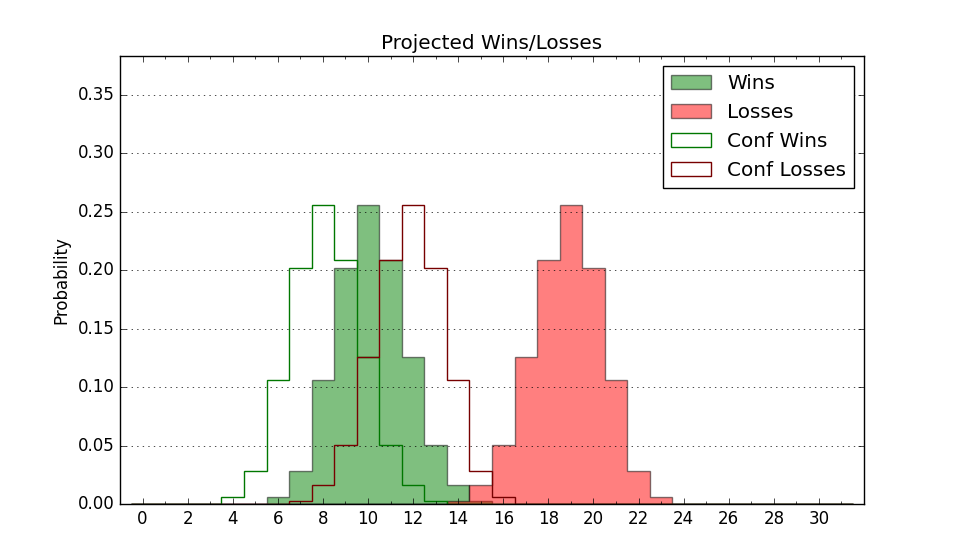 Projected Wins/Losses
Wins
Losses
Conf Wins
Conf Losses
Probability
0.35
0.30
0.25
0.20
0.15
0.10
0.05
0.00
0 2 4 6 8 10 12 14 16 18 20 22 24 26 28 30